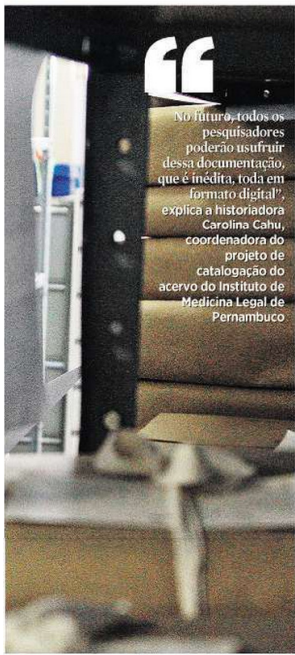 “
No futuro, todos os
pesquisadores
poderão usufruir
dessa documentação,
que é inédita, toda em
formato digital”,
explica a historiadora
Carolina Cahu,
coordenadora do
projeto de
catalogação do
acervo do Instituto de
Medicina Legal de
Pernambuco